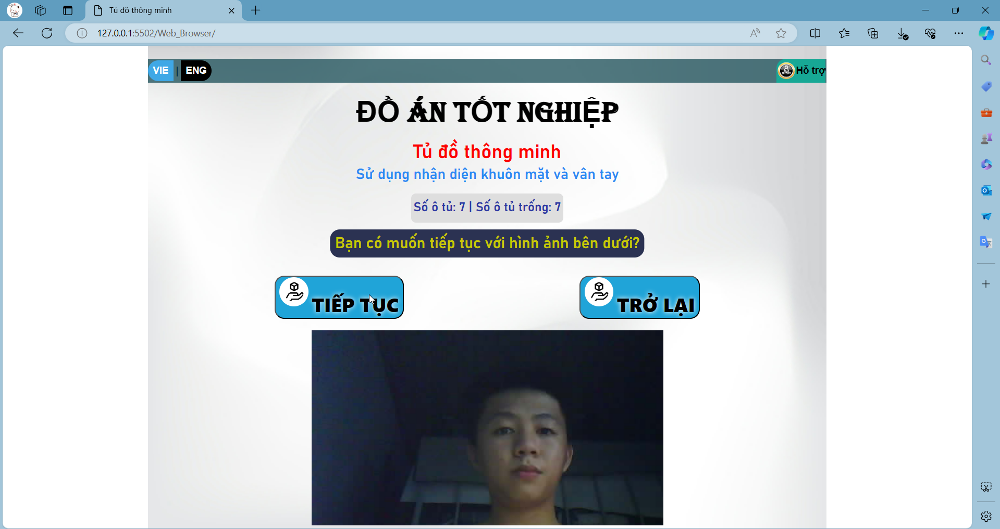 Tủ đồ thông minh
127.0.0.1:5502/Web_Browser/
VIE | ENG
Hỗ trợ
ĐỒ ÁN TỐT NGHIỆP
Tủ đồ thông minh
Sử dụng nhận diện khuôn mặt và vân tay
Số ô tủ: 7 | Số ô tủ trống: 7
Bạn có muốn tiếp tục với hình ảnh bên dưới?
TIẾP TỤC
TRỞ LẠI